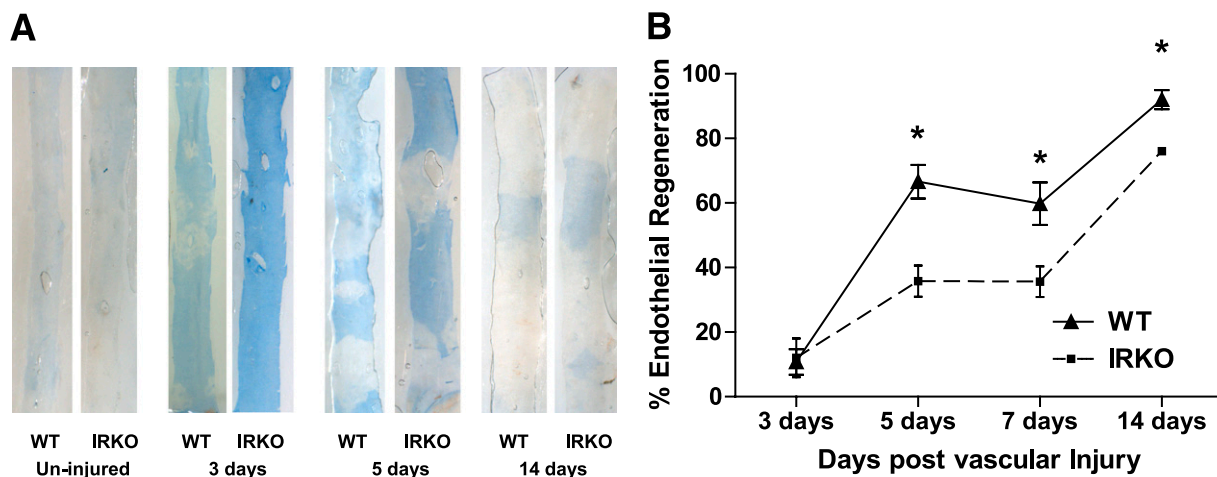 A
WT IRKO WT IRKO WT IRKO WT IRKO
Un-injured 3 days 5 days 14 days
B
% Endothelial Regeneration
100
80
60
40
20
0
* * *
WT
IRKO
3 days 5 days 7 days 14 days
Days post vascular Injury